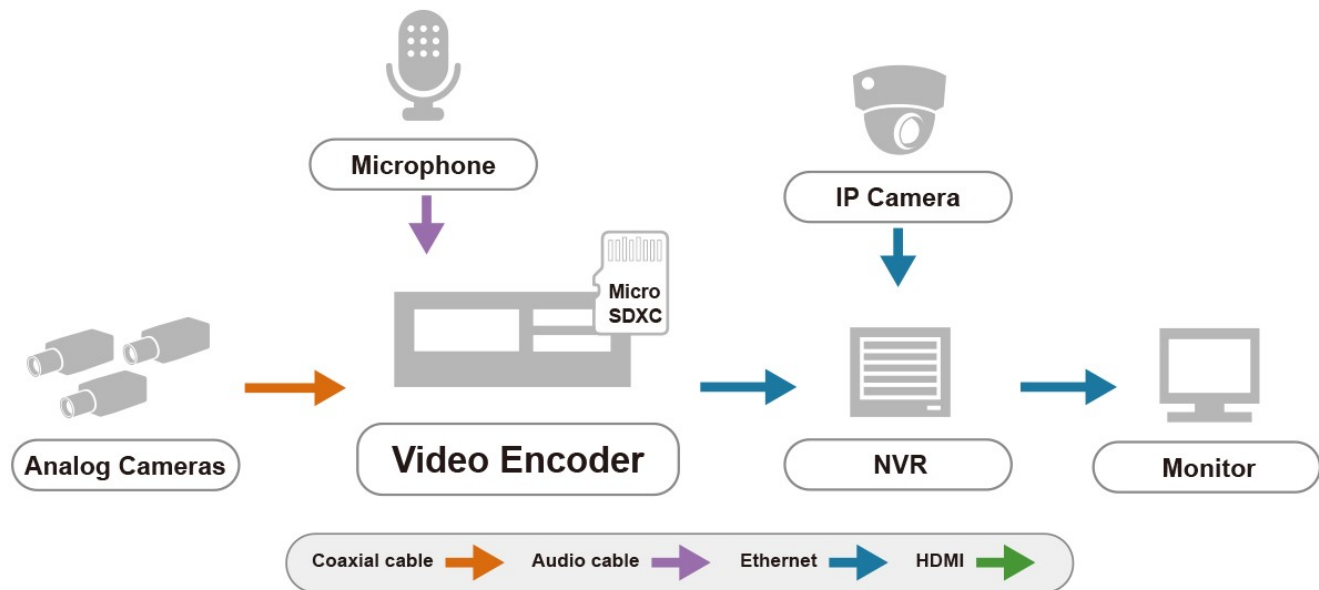 Microphone
IP Camera
Micro
SDXC
Analog Cameras
Video Encoder
NVR
Monitor
Coaxial cable
Audio cable
Ethernet
HDMI